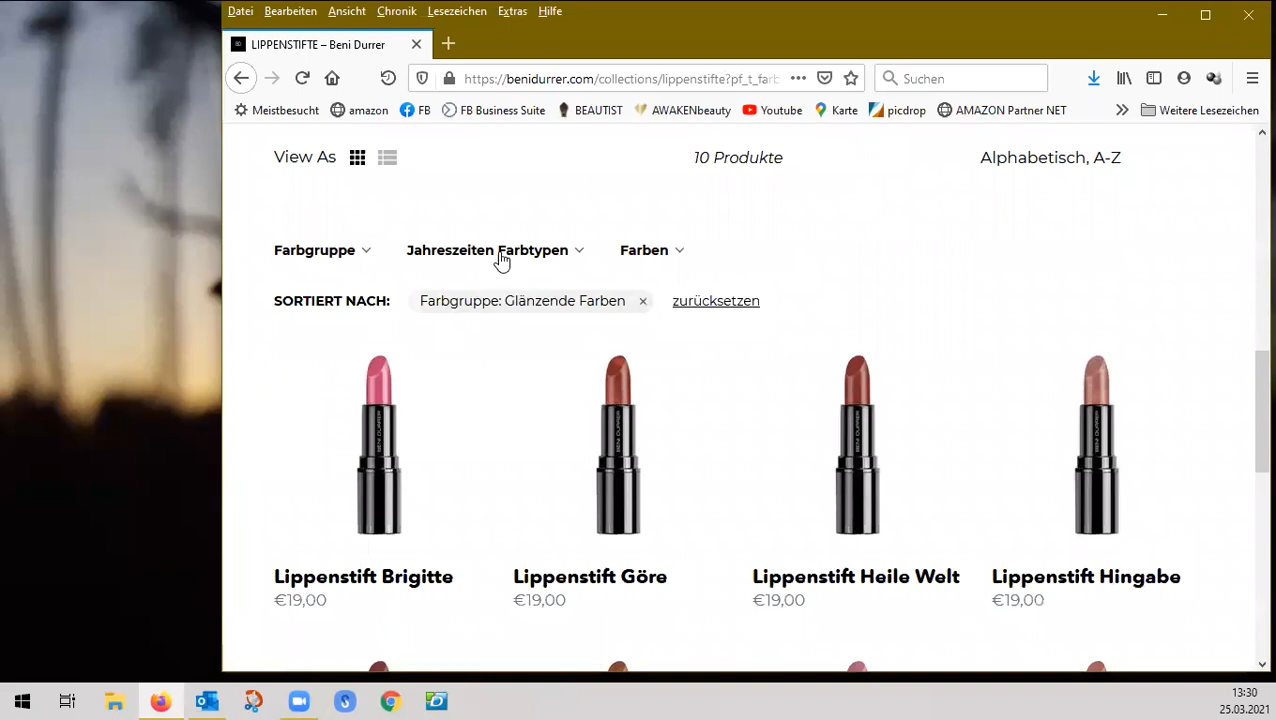 Datei Bearbeiten Ansicht Chronik Lesezeichen Extras Hilfe
LIPPENSTIFTE – Beni Durrer
https://benidurrer.com/collections/lippenstifte?pf_t_farb
Suchen
Meistbesucht amazon FB FB Business Suite BEAUTIST AWAKENbeauty Youtube Karte picdrop AMAZON Partner NET Weitere Lesezeichen
View As 10 Produkte Alphabetisch, A-Z
Farbgruppe Jahreszeiten Farbtypen Farben
SORTIERT NACH: Farbgruppe: Glänzende Farben × zurücksetzen
Lippenstift Brigitte Lippenstift Göre Lippenstift Heile Welt Lippenstift Hingabe
€19,00 €19,00 €19,00 €19,00
13:30
25.03.2021